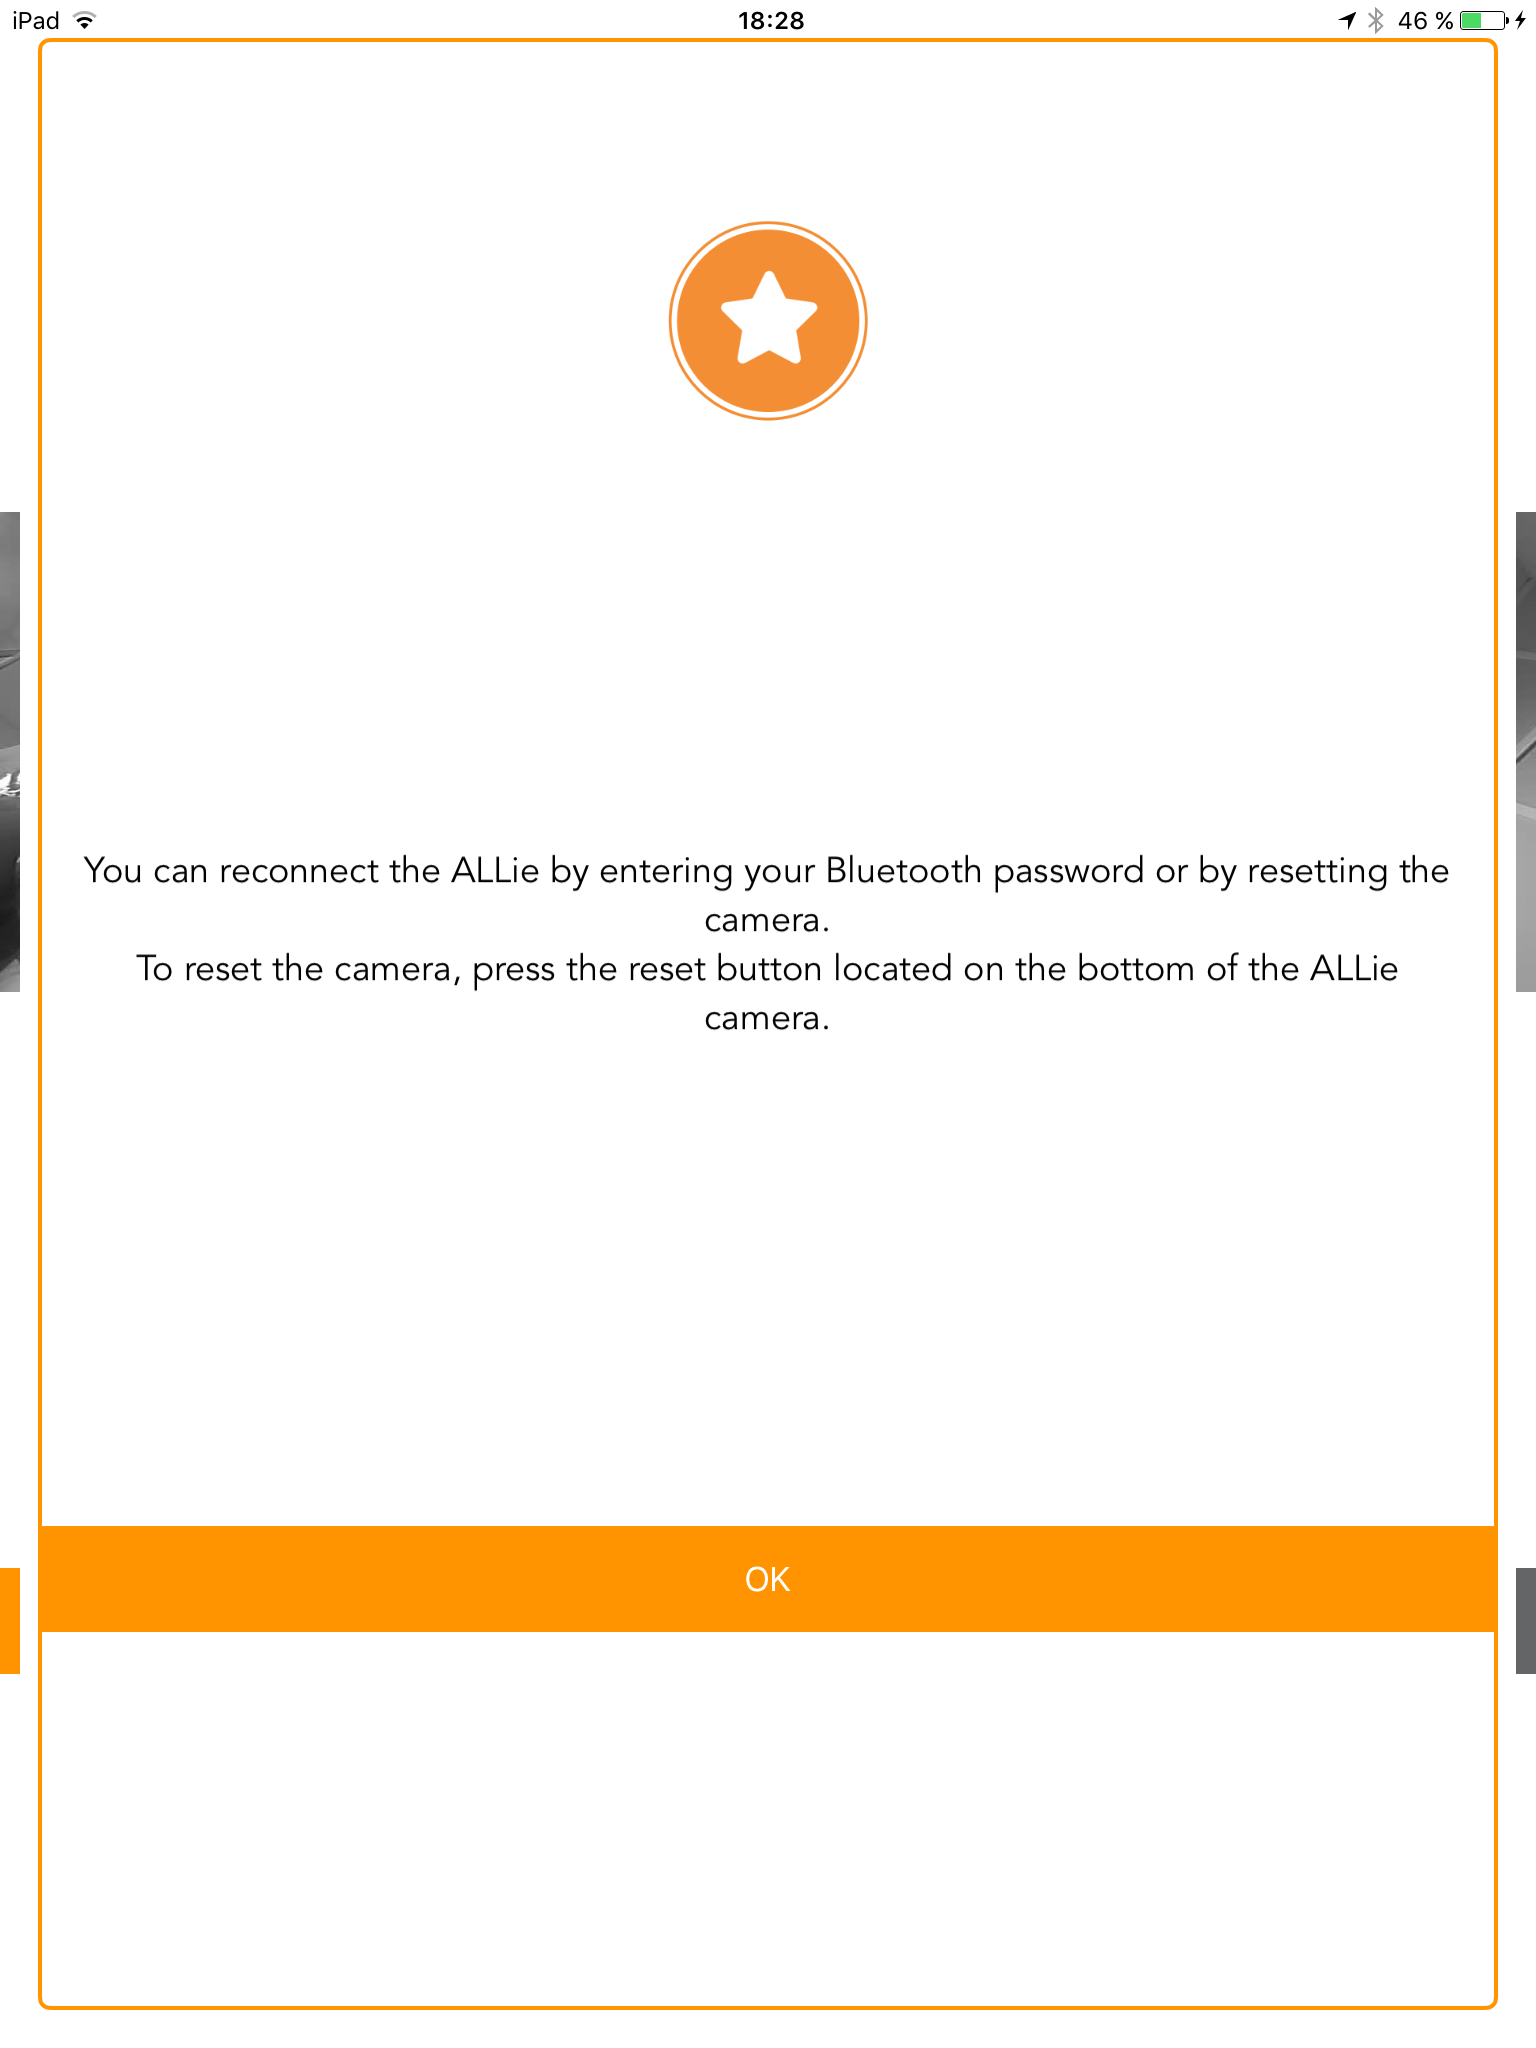 iPad 18:28 46 %
You can reconnect the ALLie by entering your Bluetooth password or by resetting the
camera.
To reset the camera, press the reset button located on the bottom of the ALLie
camera.
OK